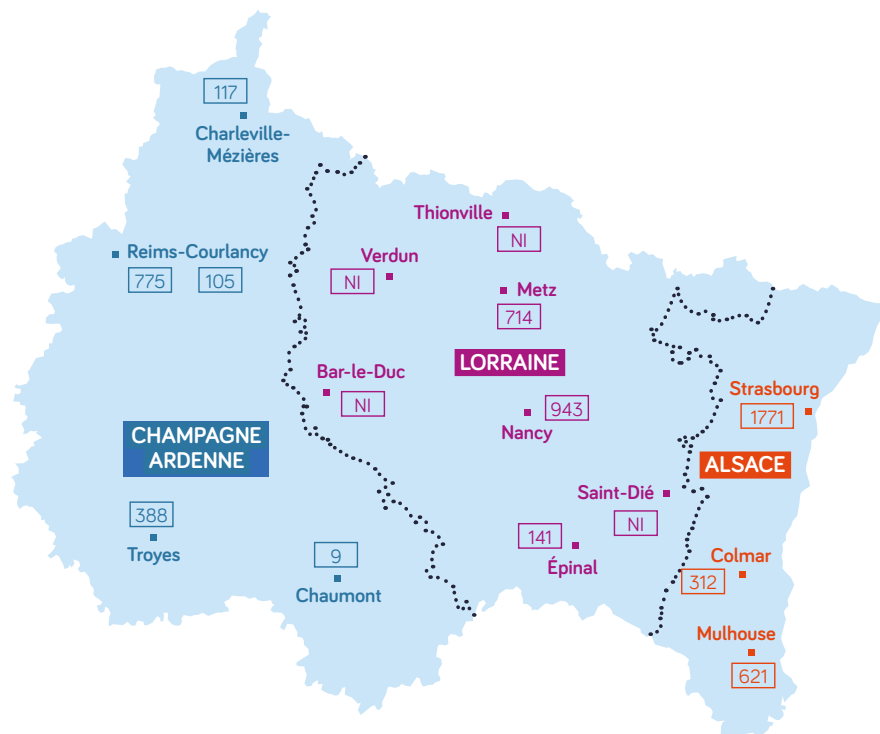 117
Charleville-
Mézières
Reims-Courlancy
775 105
CHAMPAGNE
ARDENNE
388
Troyes
9
Chaumont
Thionville
NI
Verdun
NI
Metz
714
LORRAINE
Bar-le-Duc
NI
943
Nancy
Saint-Dié
NI
141
Épinal
Strasbourg
1771
ALSACE
Colmar
312
Mulhouse
621